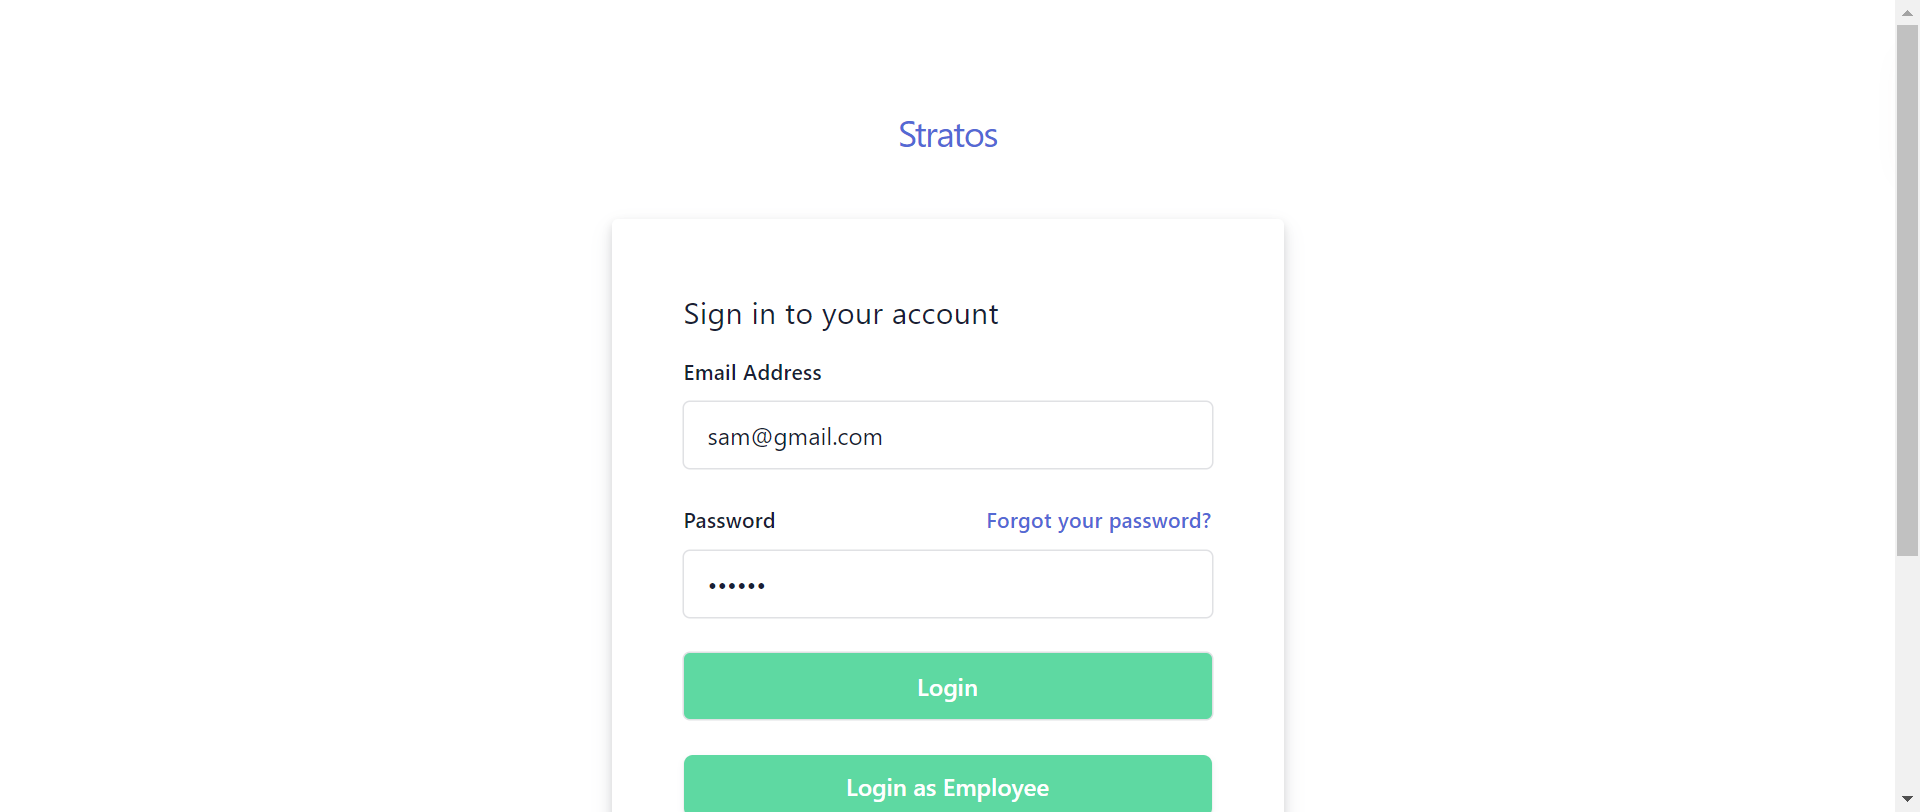 Stratos
Sign in to your account
Email Address
sam@gmail.com
Password Forgot your password?
••••••
Login
Login as Employee